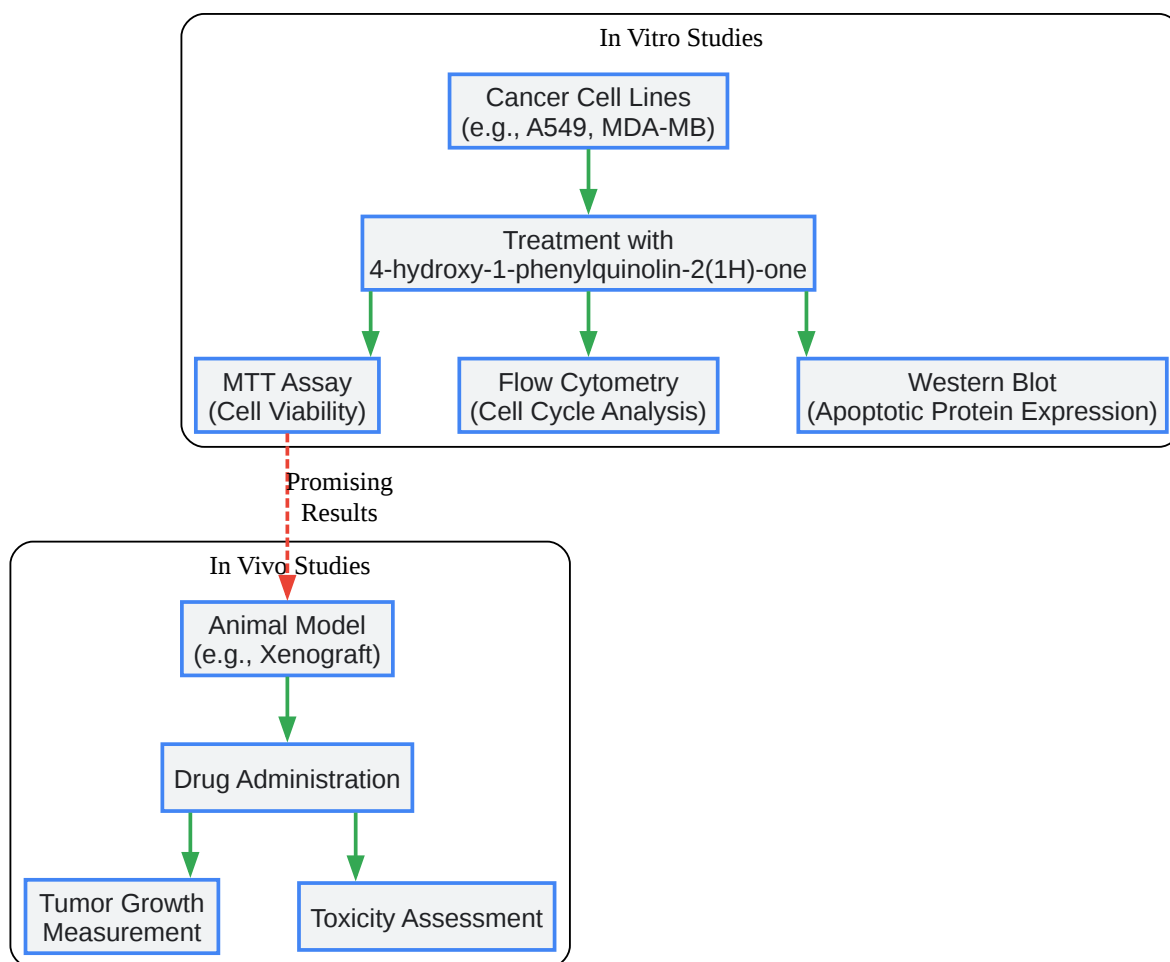 In Vitro Studies
Cancer Cell Lines
(e.g., A549, MDA-MB)
Treatment with
4-hydroxy-1-phenylquinolin-2(1H)-one
MTT Assay
(Cell Viability)
Flow Cytometry
(Cell Cycle Analysis)
Western Blot
(Apoptotic Protein Expression)
Promising
Results
In Vivo Studies
Animal Model
(e.g., Xenograft)
Drug Administration
Tumor Growth
Measurement
Toxicity Assessment